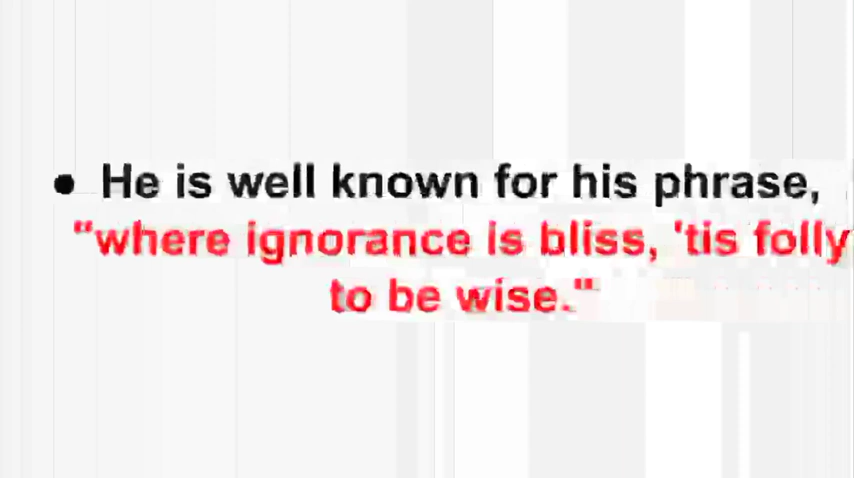 • He is well known for his phrase,
"where ignorance is bliss, 'tis folly
to be wise."